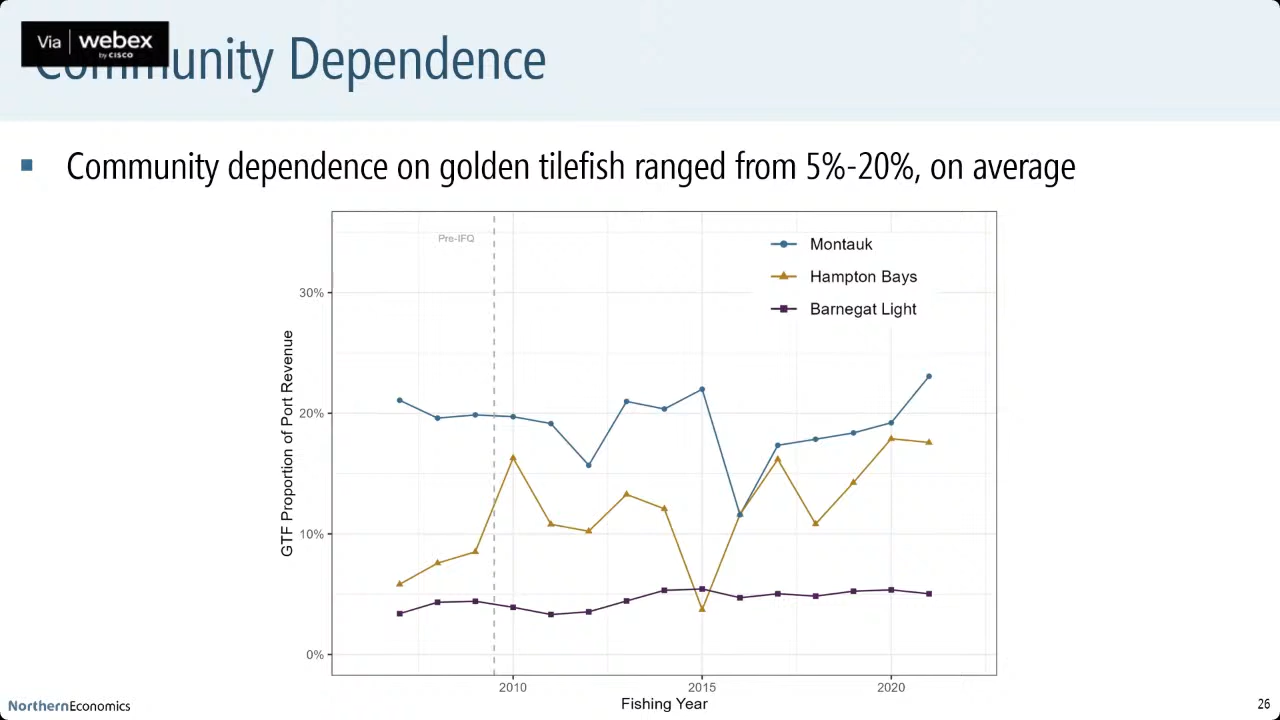 Via webex
by CISCO
Community Dependence
Community dependence on golden tilefish ranged from 5%-20%, on average
Pre-IFQ
Montauk
Hampton Bays
Barnegat Light
30%
20%
10%
0%
GTF Proportion of Port Revenue
2010 2015 2020
Fishing Year
NorthernEconomics
26